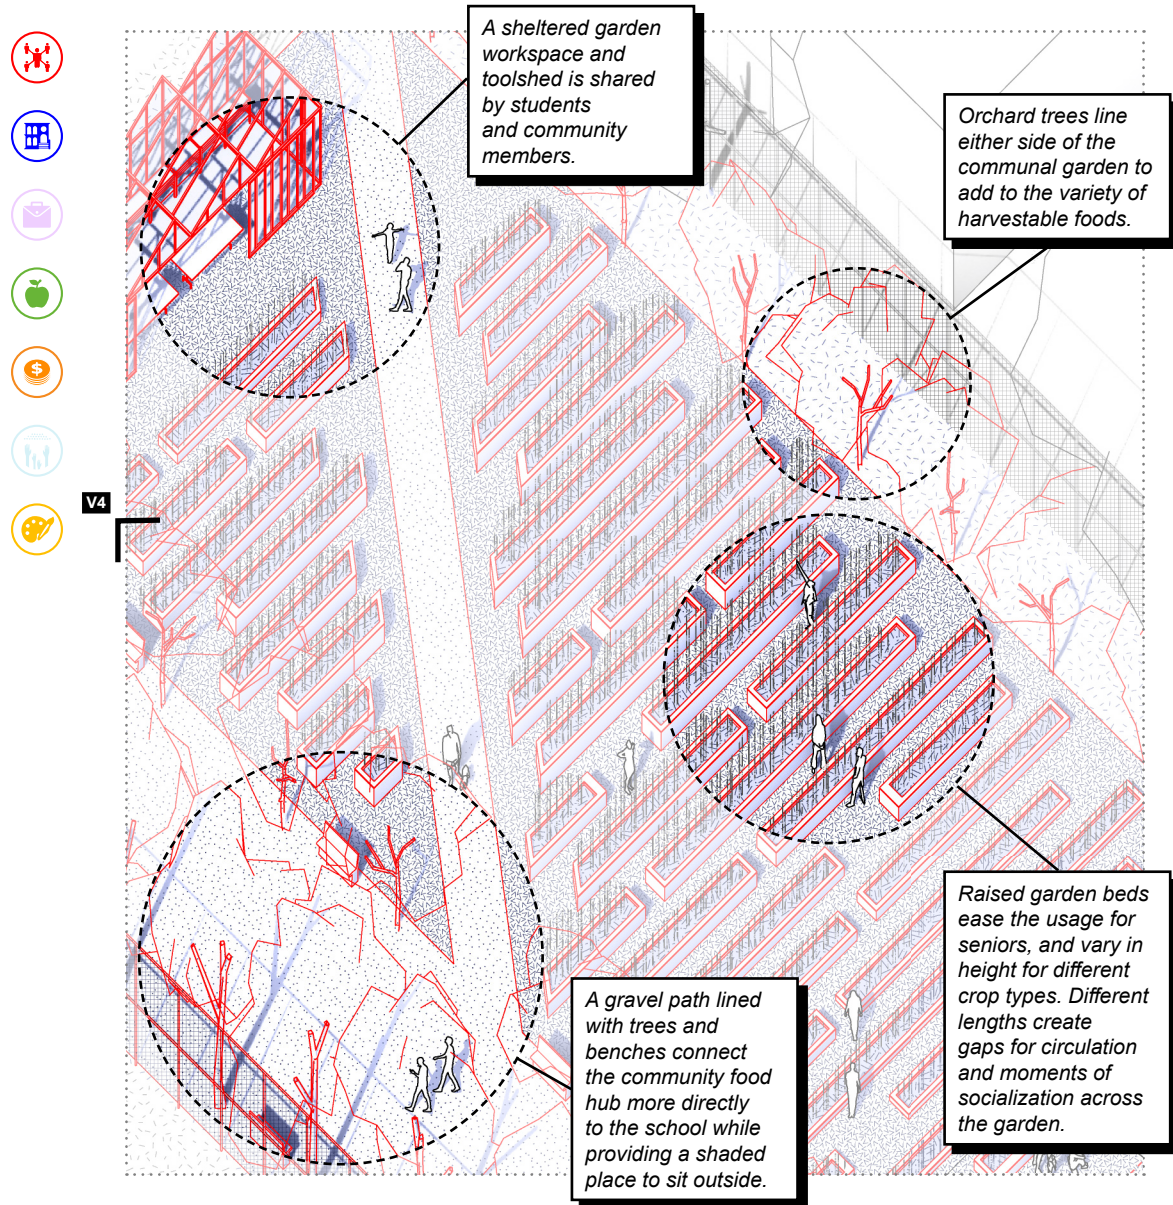 A sheltered garden
workspace and
toolshed is shared
by students
and community
members.
Orchard trees line
either side of the
communal garden to
add to the variety of
harvestable foods.
$
V4
Raised garden beds
ease the usage for
seniors, and vary in
height for different
crop types. Different
lengths create
gaps for circulation
and moments of
socialization across
the garden.
A gravel path lined
with trees and
benches connect
the community food
hub more directly
to the school while
providing a shaded
place to sit outside.